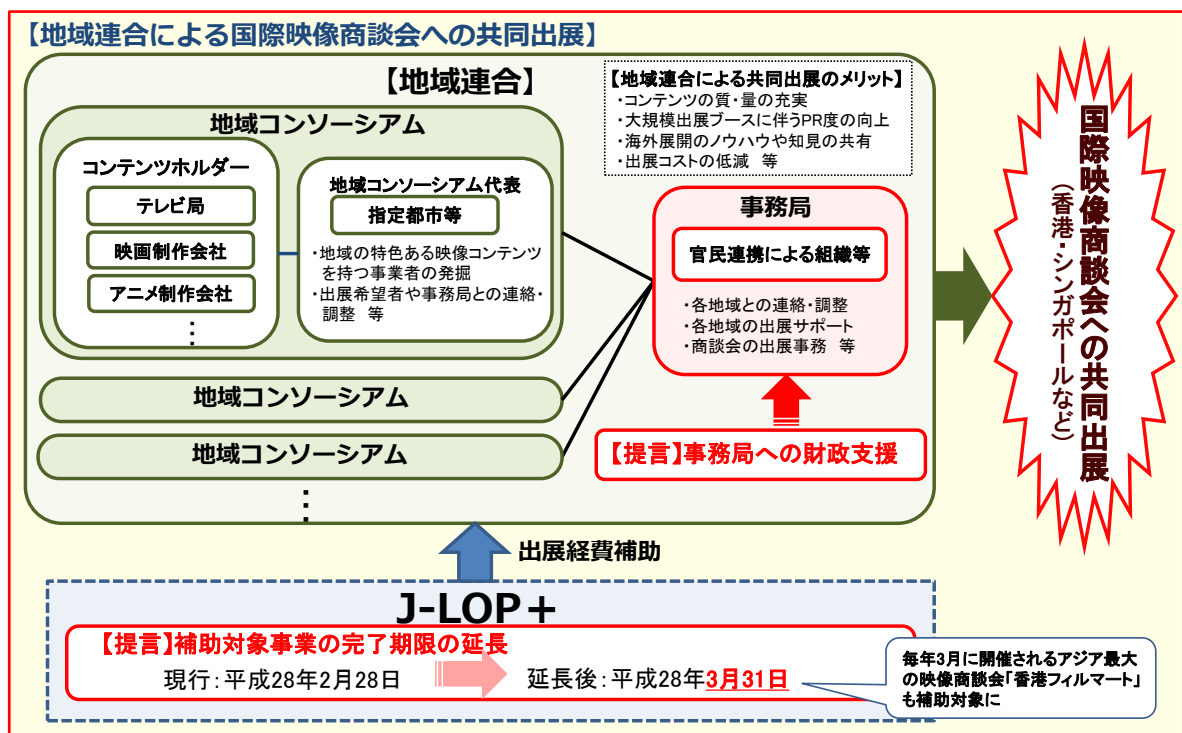 【地域連合による国際映像商談会への共同出展】
【地域連合】
【地域連合による共同出展のメリット】
・コンテンツの質・量の充実
・大規模出展ブースに伴うPR度の向上
・海外展開のノウハウや知見の共有
・出展コストの低減 等
地域コンソーシアム
コンテンツホルダー
テレビ局
映画制作会社
アニメ制作会社
⋮
地域コンソーシアム代表
指定都市等
・地域の特色ある映像コンテンツ
を持つ事業者の発掘
・出展希望者や事務局との連絡・
調整 等
地域コンソーシアム
地域コンソーシアム
⋮
事務局
官民連携による組織等
・各地域との連絡・調整
・各地域の出展サポート
・商談会の出展事務 等
【提言】事務局への財政支援
国際映像商談会への共同出展
（香港・シンガポールなど）
出展経費補助
J-LOP+
【提言】補助対象事業の完了期限の延長
現行：平成28年2月28日
延長後：平成28年3月31日
毎年3月に開催されるアジア最大
の映像商談会「香港フィルマート」
も補助対象に